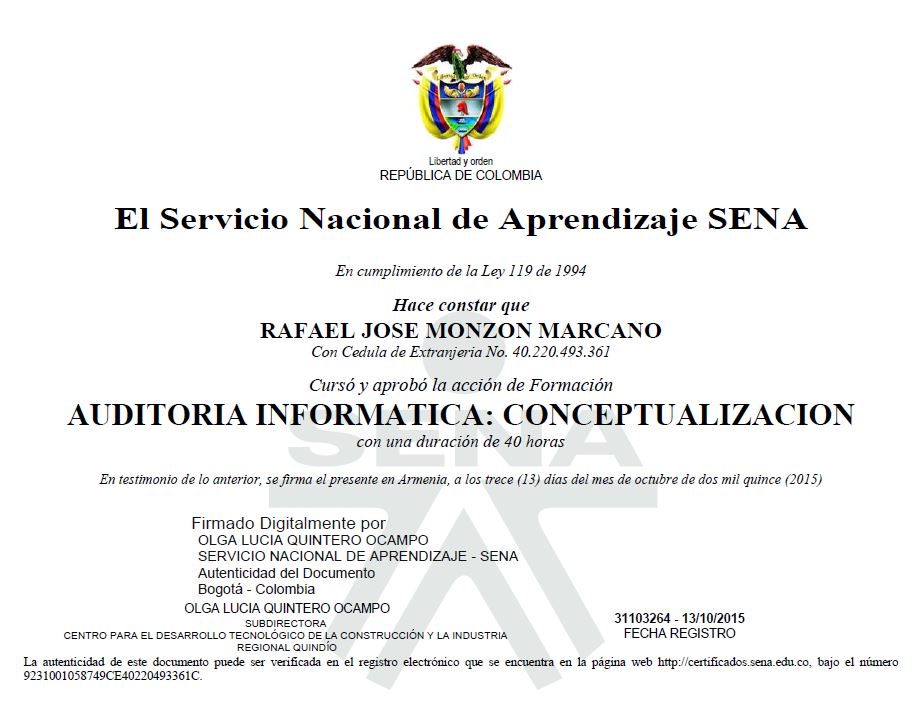 Libertad y orden
REPÚBLICA DE COLOMBIA
El Servicio Nacional de Aprendizaje SENA
En cumplimiento de la Ley 119 de 1994
Hace constar que
RAFAEL JOSE MONZON MARCANO
Con Cedula de Extranjeria No. 40.220.493.361
Cursó y aprobó la acción de Formación
AUDITORIA INFORMATICA: CONCEPTUALIZACION
SENA
con una duración de 40 horas
En testimonio de lo anterior, se firma el presente en Armenia, a los trece (13) días del mes de octubre de dos mil quince (2015)
Firmado Digitalmente por
OLGA LUCIA QUINTERO OCAMPO
SERVICIO NACIONAL DE APRENDIZAJE - SENA
Autenticidad del Documento
Bogotá - Colombia
OLGA LUCIA QUINTERO OCAMPO
SUBDIRECTORA
CENTRO PARA EL DESARROLLO TECNOLÓGICO DE LA CONSTRUCCIÓN Y LA INDUSTRIA
REGIONAL QUINDÍO
31103264 - 13/10/2015
FECHA REGISTRO
La autenticidad de este documento puede ser verificada en el registro electrónico que se encuentra en la página web http://certificados.sena.edu.co, bajo el número
9231001058749CE40220493361C.